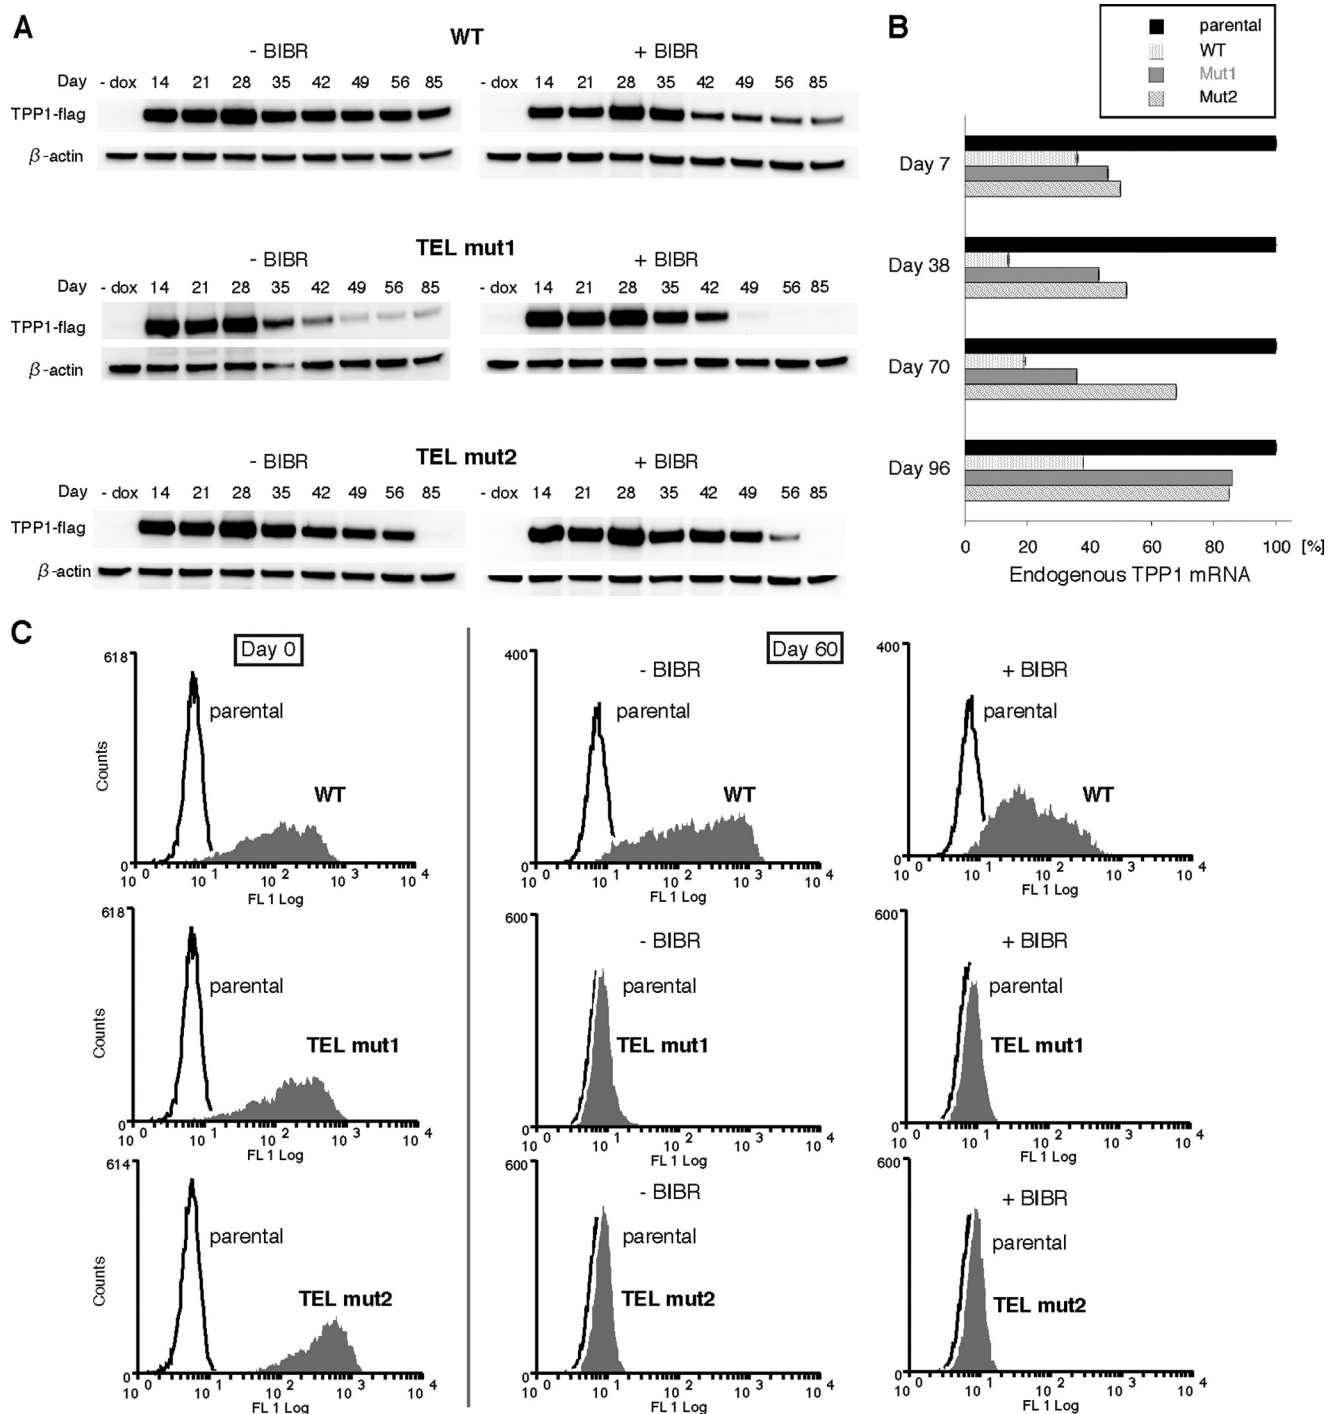 A
WT
- BIBR
+ BIBR
Day - dox 14 21 28 35 42 49 56 85 - dox 14 21 28 35 42 49 56 85
TPP1-flag
β-actin
TEL mut1
- BIBR
+ BIBR
Day - dox 14 21 28 35 42 49 56 85 - dox 14 21 28 35 42 49 56 85
TPP1-flag
β-actin
TEL mut2
- BIBR
+ BIBR
Day - dox 14 21 28 35 42 49 56 85 - dox 14 21 28 35 42 49 56 85
TPP1-flag
β-actin
B
parental
WT
Mut1
Mut2
Day 7
Day 38
Day 70
Day 96
0 20 40 60 80 100 [%]
Endogenous TPP1 mRNA
C
Day 0
618
parental
Counts
WT
0
10 0 10 1 10 2 10 3 10 4
FL 1 Log
618
parental
Counts
TEL mut1
0
10 0 10 1 10 2 10 3 10 4
FL 1 Log
614
parental
Counts
TEL mut2
0
10 0 10 1 10 2 10 3 10 4
FL 1 Log
Day 60
400
- BIBR
parental
WT
0
10 0 10 1 10 2 10 3 10 4
FL 1 Log
400
+ BIBR
parental
WT
0
10 0 10 1 10 2 10 3 10 4
FL 1 Log
600
- BIBR
parental
TEL mut1
0
10 0 10 1 10 2 10 3 10 4
FL 1 Log
600
+ BIBR
parental
TEL mut1
0
10 0 10 1 10 2 10 3 10 4
FL 1 Log
600
- BIBR
parental
TEL mut2
0
10 0 10 1 10 2 10 3 10 4
FL 1 Log
600
+ BIBR
parental
TEL mut2
0
10 0 10 1 10 2 10 3 10 4
FL 1 Log